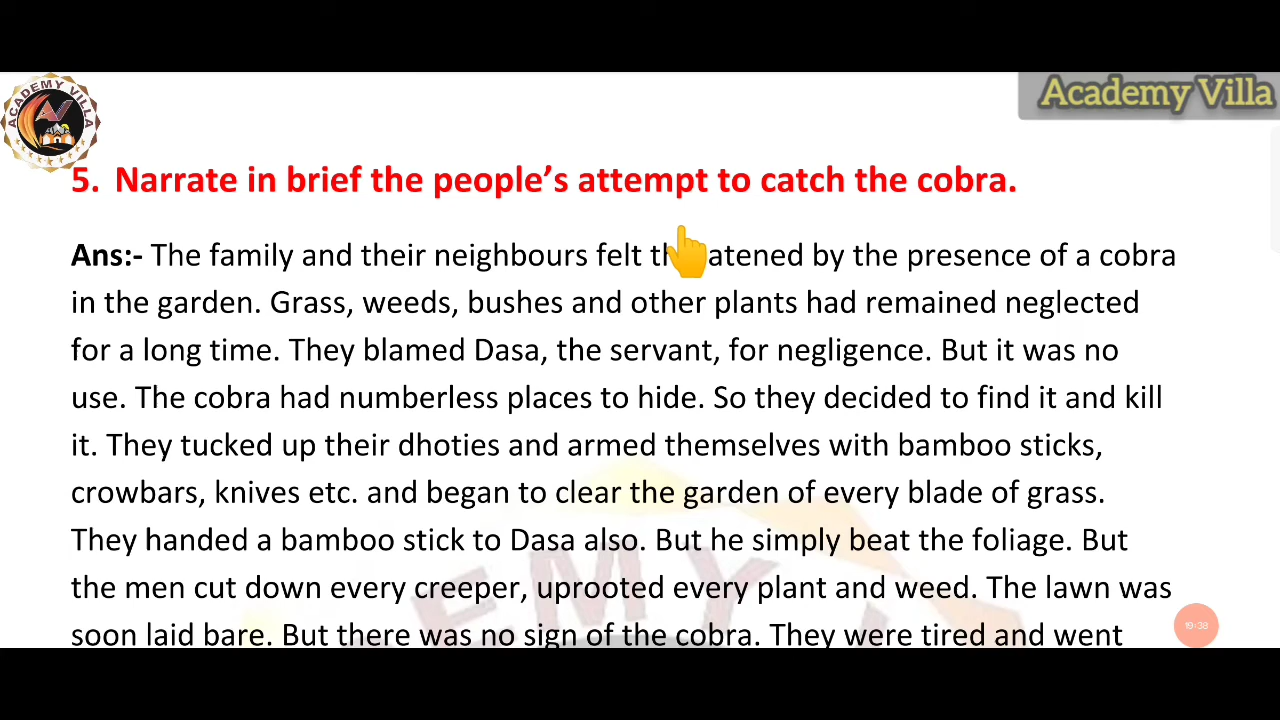 ACADEMY VILLA
Academy Villa
5. Narrate in brief the people’s attempt to catch the cobra.
Ans:- The family and their neighbours felt threatened by the presence of a cobra
in the garden. Grass, weeds, bushes and other plants had remained neglected
for a long time. They blamed Dasa, the servant, for negligence. But it was no
use. The cobra had numberless places to hide. So they decided to find it and kill
it. They tucked up their dhoties and armed themselves with bamboo sticks,
crowbars, knives etc. and began to clear the garden of every blade of grass.
They handed a bamboo stick to Dasa also. But he simply beat the foliage. But
the men cut down every creeper, uprooted every plant and weed. The lawn was
soon laid bare. But there was no sign of the cobra. They were tired and went
19:38